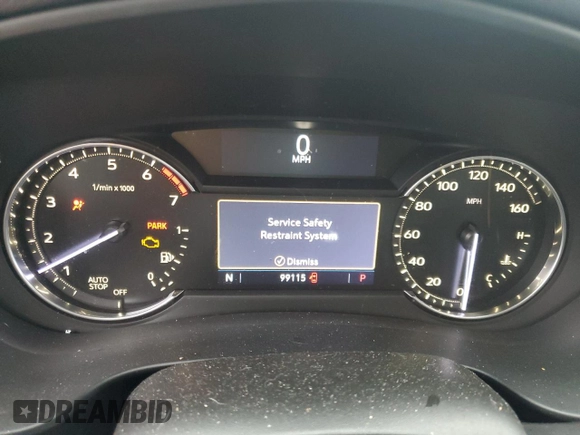 0
MPH
4 5 6 7
3
2
1
1/min x 1000
PARK
AUTO
STOP
OFF
1
0
Service Safety
Restraint System
Dismiss
N 99115 P
120
100 140
80 MPH 160
60
40
20
0
H
C
DREAMBID